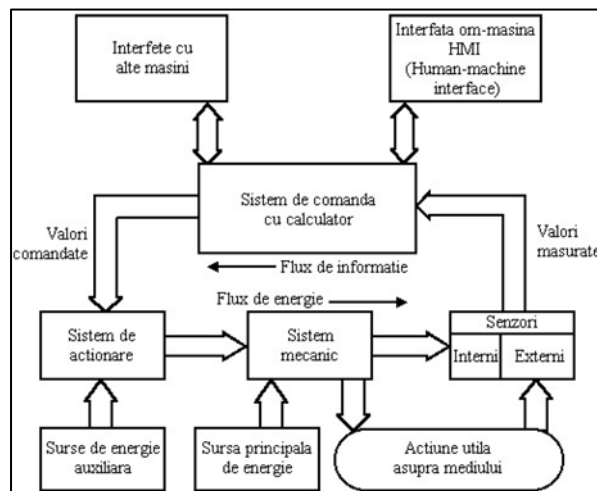 Interfete cu
alte masini
Interfata om-masina
HMI
(Human-machine
interface)
Sistem de comanda
cu calculator
Valori
comandate
Valori
masurate
Flux de informatie
Flux de energie
Sistem de
actionare
Sistem
mecanic
Senzori
Interni
Externi
Surse de energie
auxiliara
Sursa principala
de energie
Actiune utila
asupra mediului